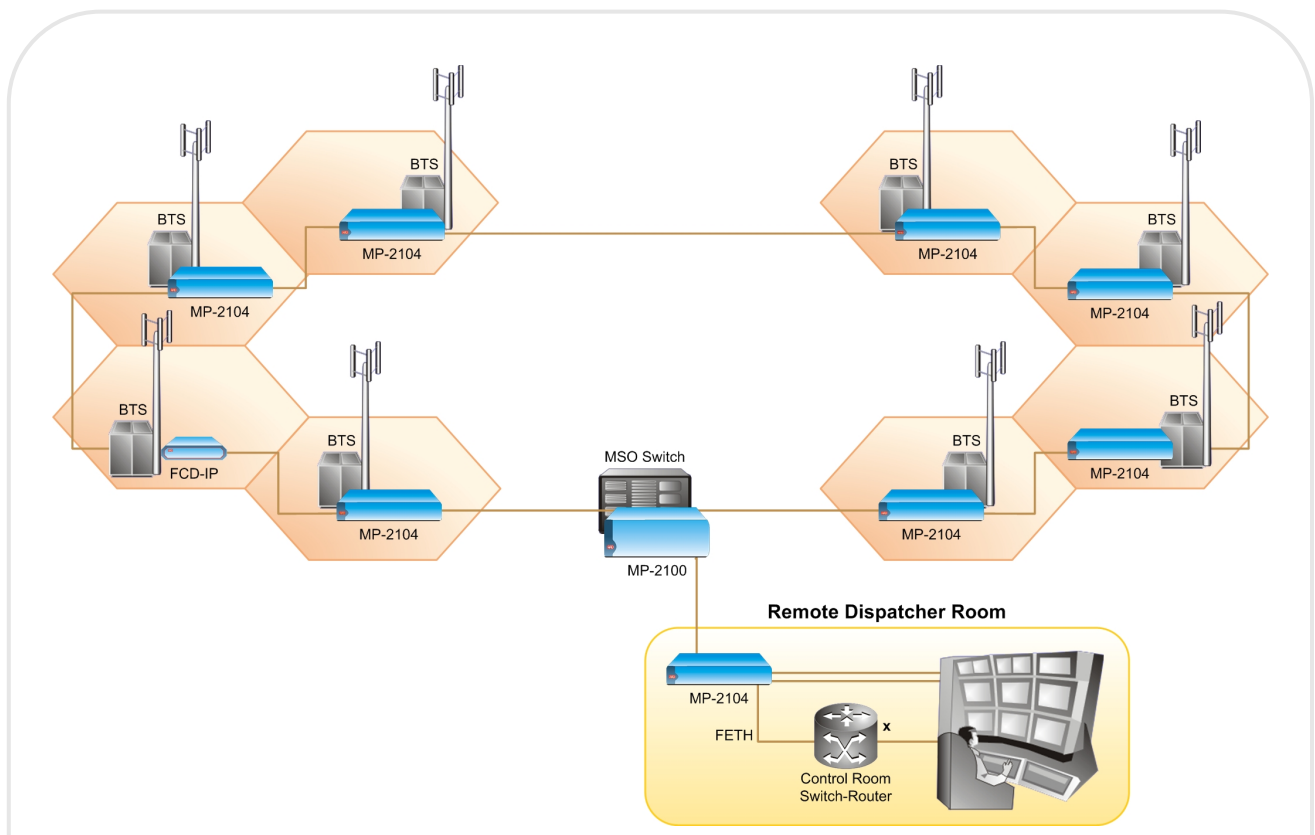 BTS
MP-2104
BTS
MP-2104
BTS
MP-2104
BTS
MP-2104
BTS
FCD-IP
BTS
MP-2104
MSO Switch
MP-2100
BTS
MP-2104
BTS
MP-2104
Remote Dispatcher Room
MP-2104
FETH
x
Control Room
Switch-Router